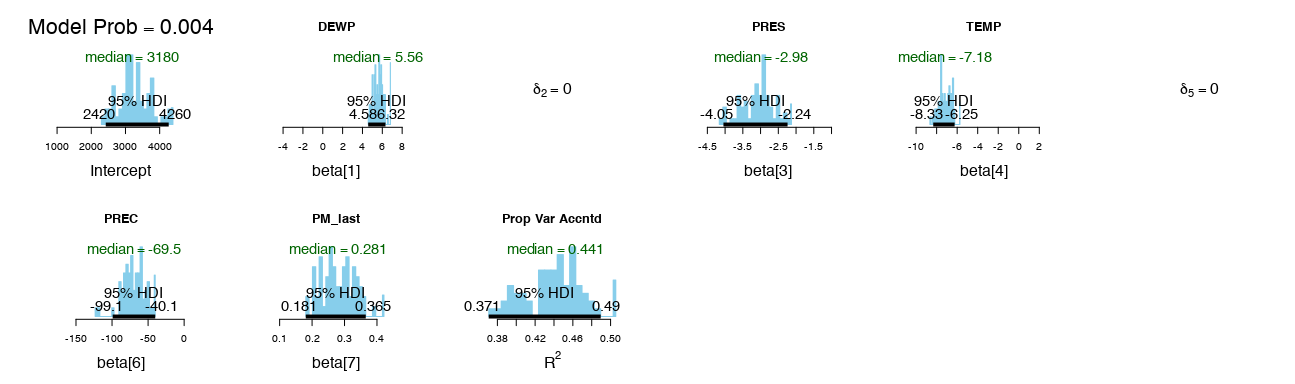 Model Prob = 0.004
DEWP
PRES
TEMP
median = 3180
median = 5.56
median = -2.98
median = -7.18
δ2 = 0
δ5 = 0
95% HDI
95% HDI
95% HDI
95% HDI
2420 4260
4.58 6.32
-4.05 -2.24
-8.33 -6.25
1000 2000 3000 4000
-4 -2 0 2 4 6 8
-4.5 -3.5 -2.5 -1.5
-10 -6 -4 -2 0 2
Intercept
beta[1]
beta[3]
beta[4]
PREC
PM_last
Prop Var Accntd
median = -69.5
median = 0.281
median = 0.441
95% HDI
95% HDI
95% HDI
-99.1 -40.1
0.181 0.365
0.371 0.49
-150 -100 -50 0
0.1 0.2 0.3 0.4
0.38 0.42 0.46 0.50
beta[6]
beta[7]
R2